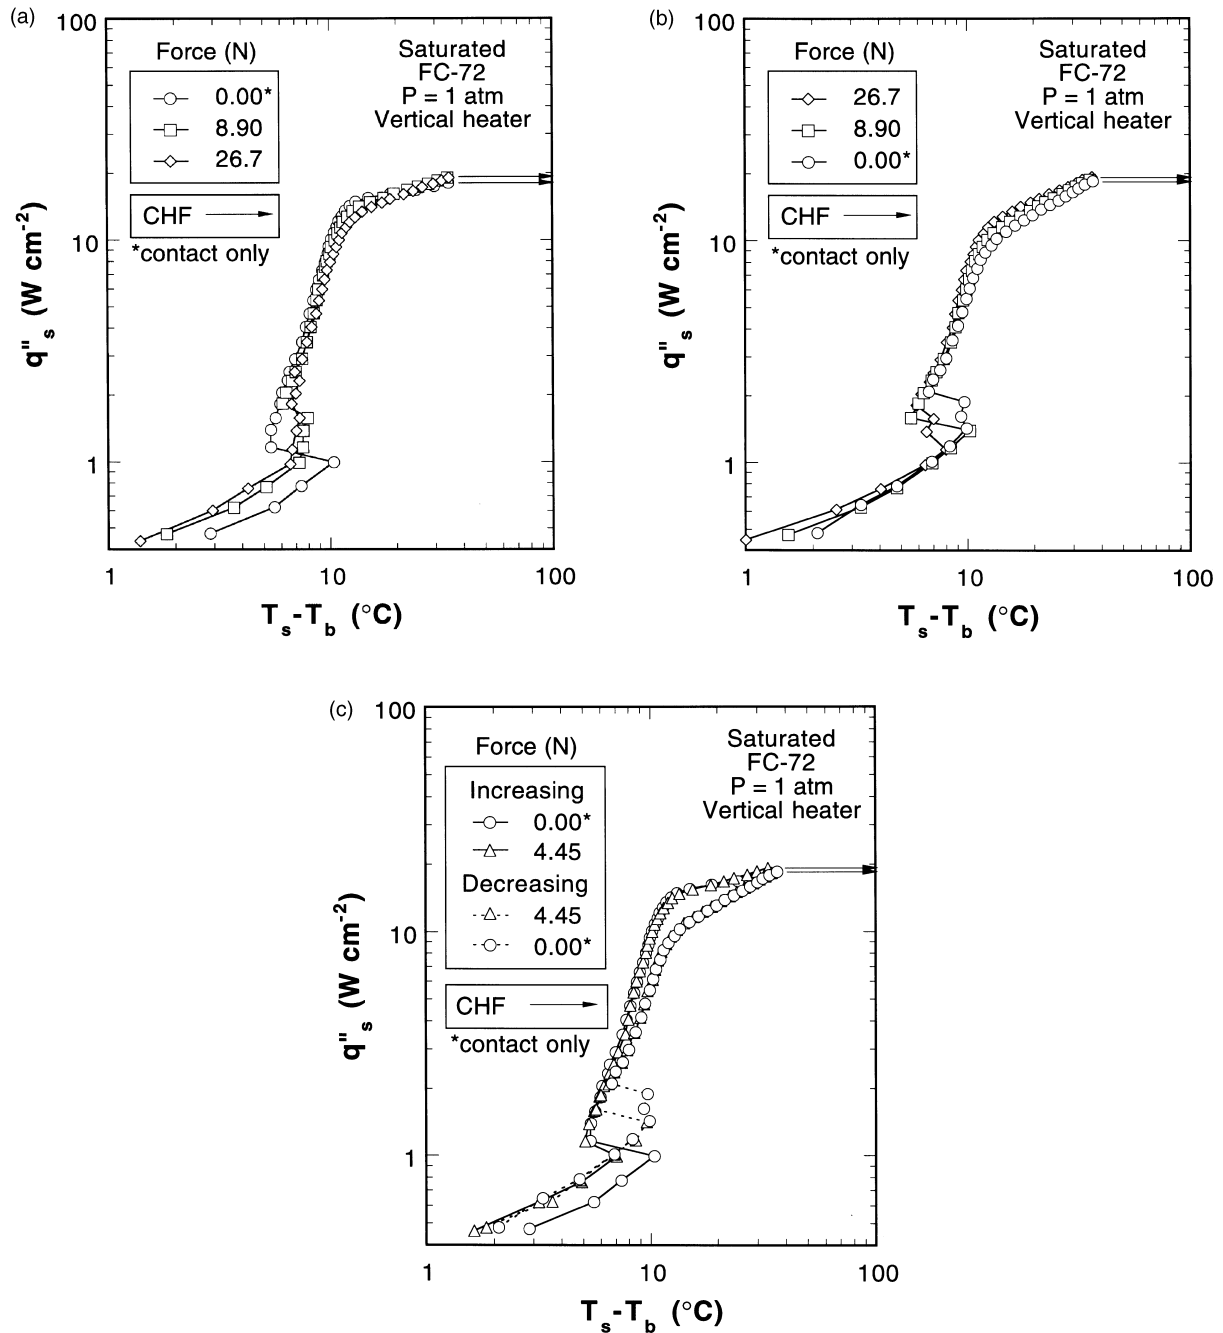 (a)
100
10
1
q"s (W cm-2)
Force (N)
0.00*
8.90
26.7
CHF
*contact only
Saturated
FC-72
P = 1 atm
Vertical heater
1 10 100
Ts-Tb (°C)
(b)
100
10
1
q"s (W cm-2)
Force (N)
26.7
8.90
0.00*
CHF
*contact only
Saturated
FC-72
P = 1 atm
Vertical heater
1 10 100
Ts-Tb (°C)
(c)
100
10
1
q"s (W cm-2)
Force (N)
Increasing
0.00*
4.45
Decreasing
4.45
0.00*
CHF
*contact only
Saturated
FC-72
P = 1 atm
Vertical heater
1 10 100
Ts-Tb (°C)